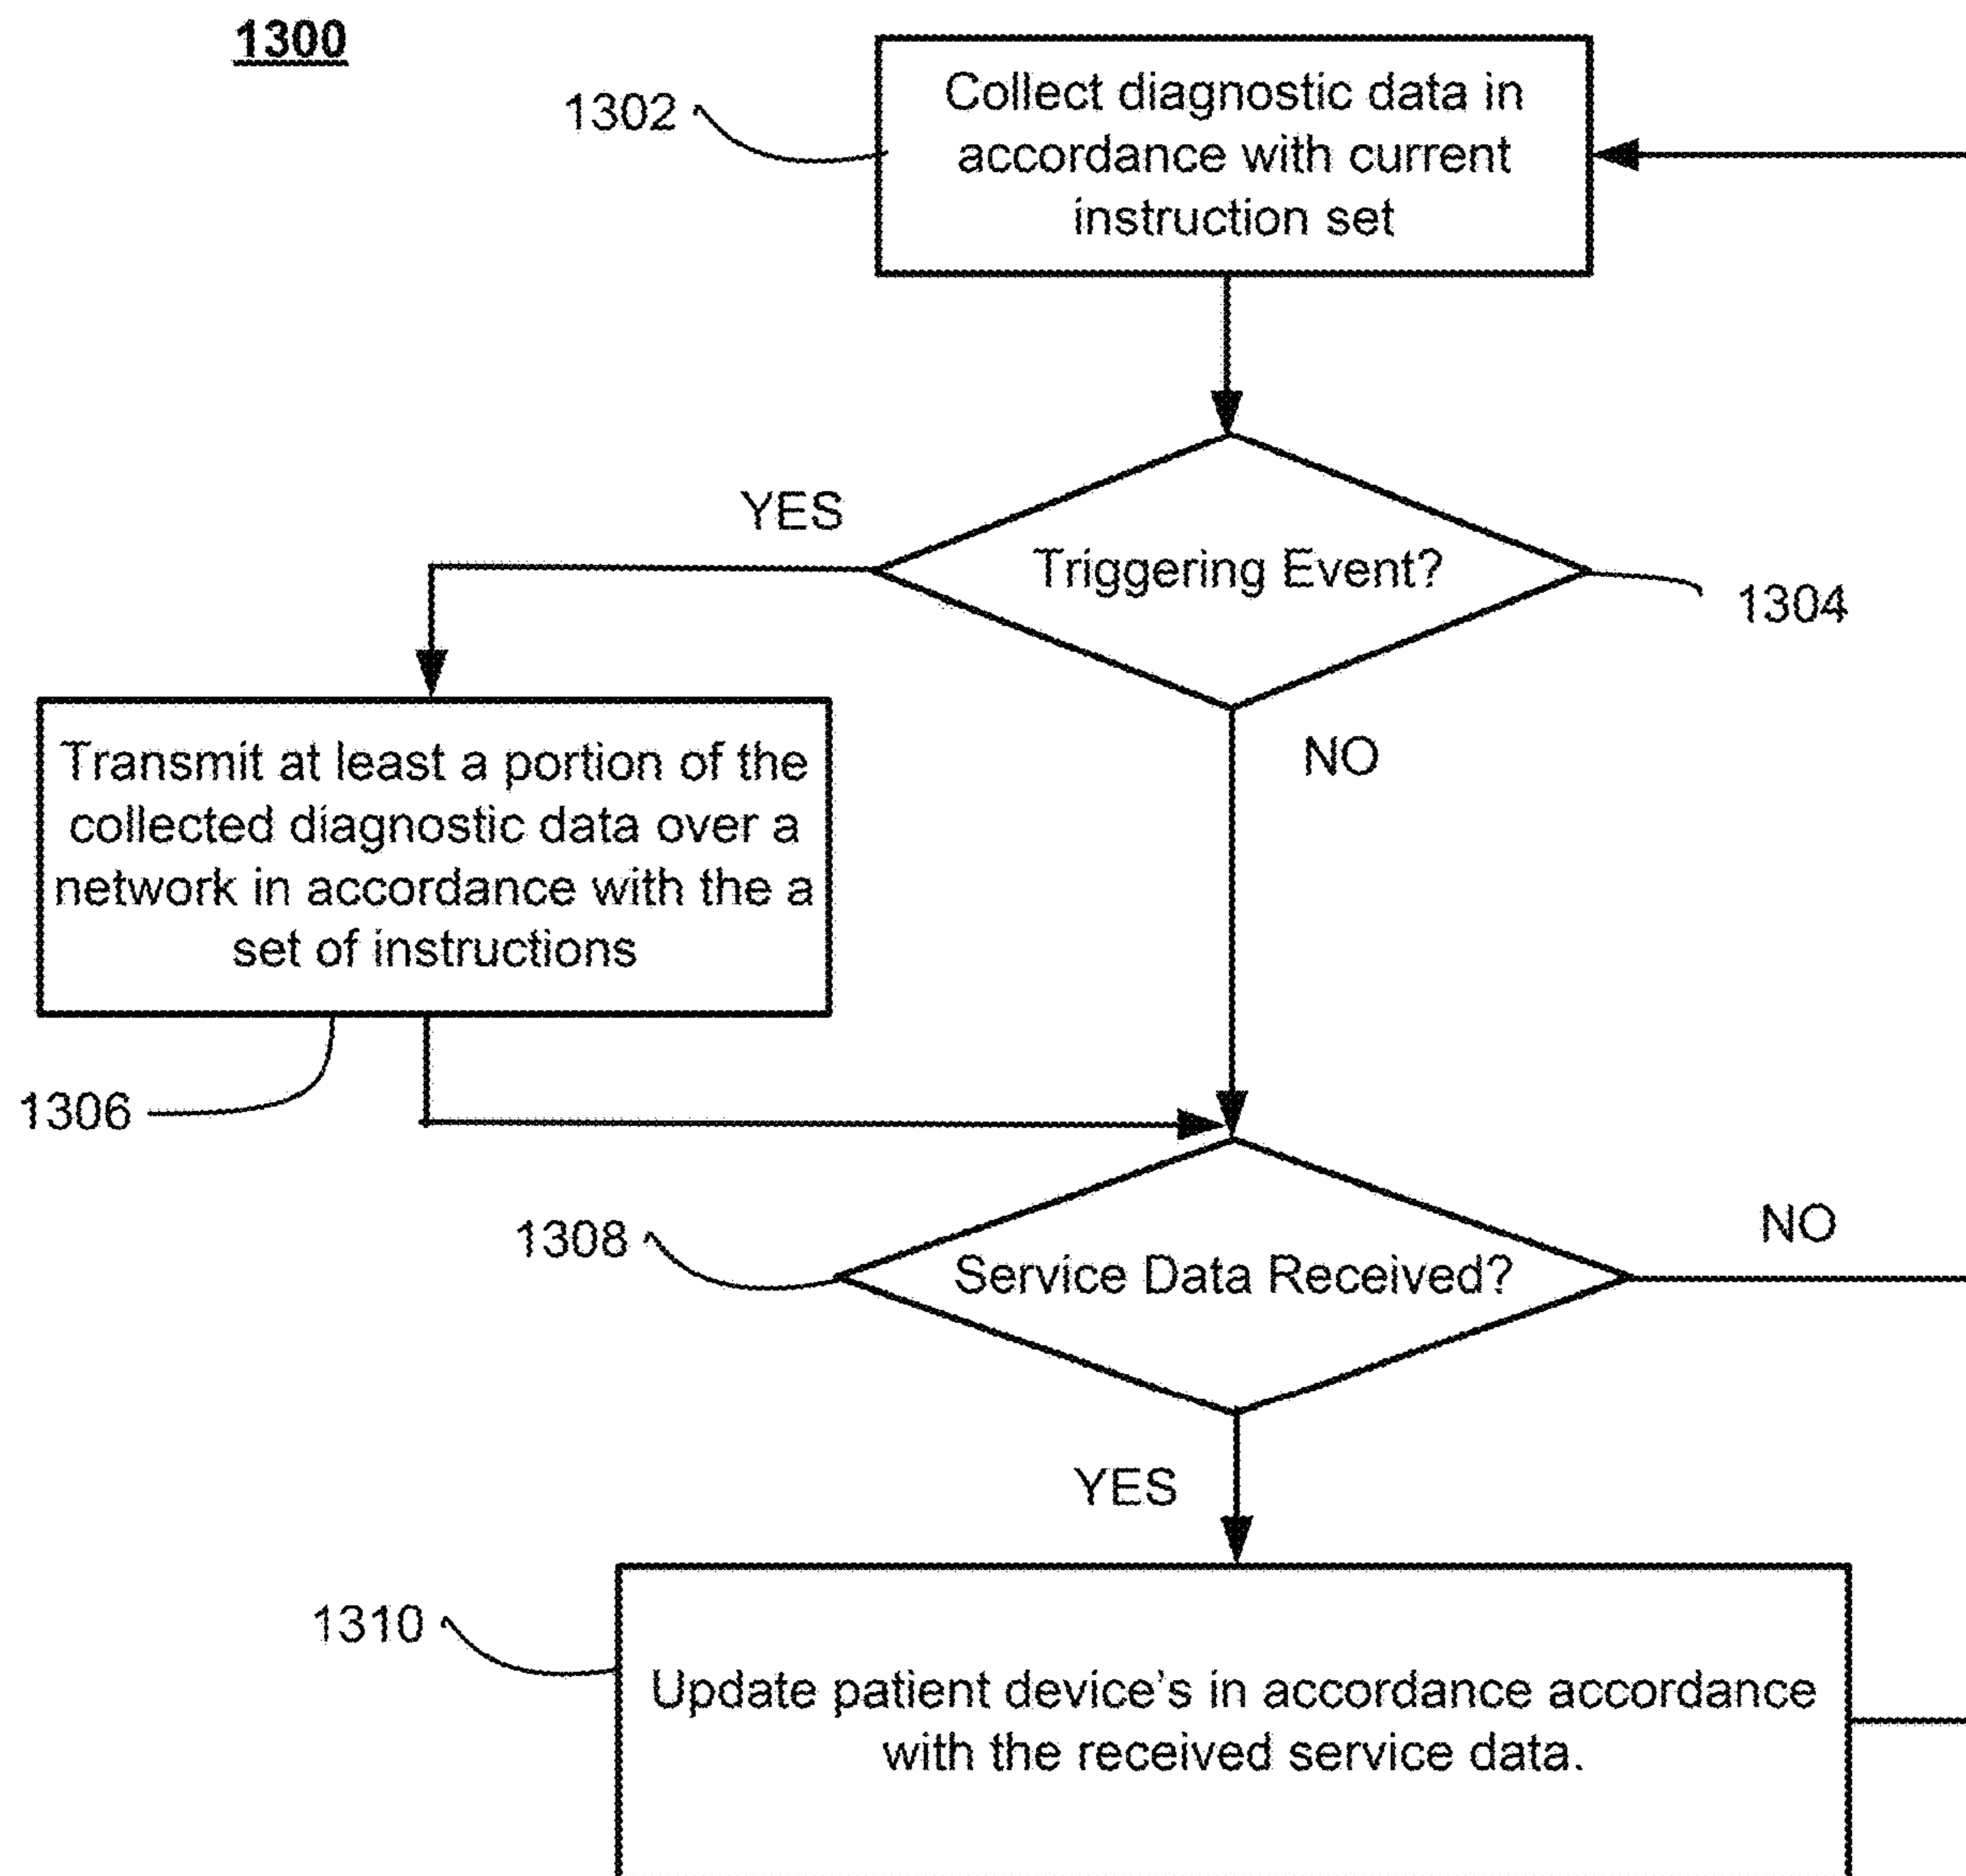 1300
1302
Collect diagnostic data in
accordance with current
instruction set
YES
Triggering Event?
1304
NO
Transmit at least a portion of the
collected diagnostic data over a
network in accordance with the a
set of instructions
1306
1308
Service Data Received?
NO
YES
1310
Update patient device's in accordance accordance
with the received service data.